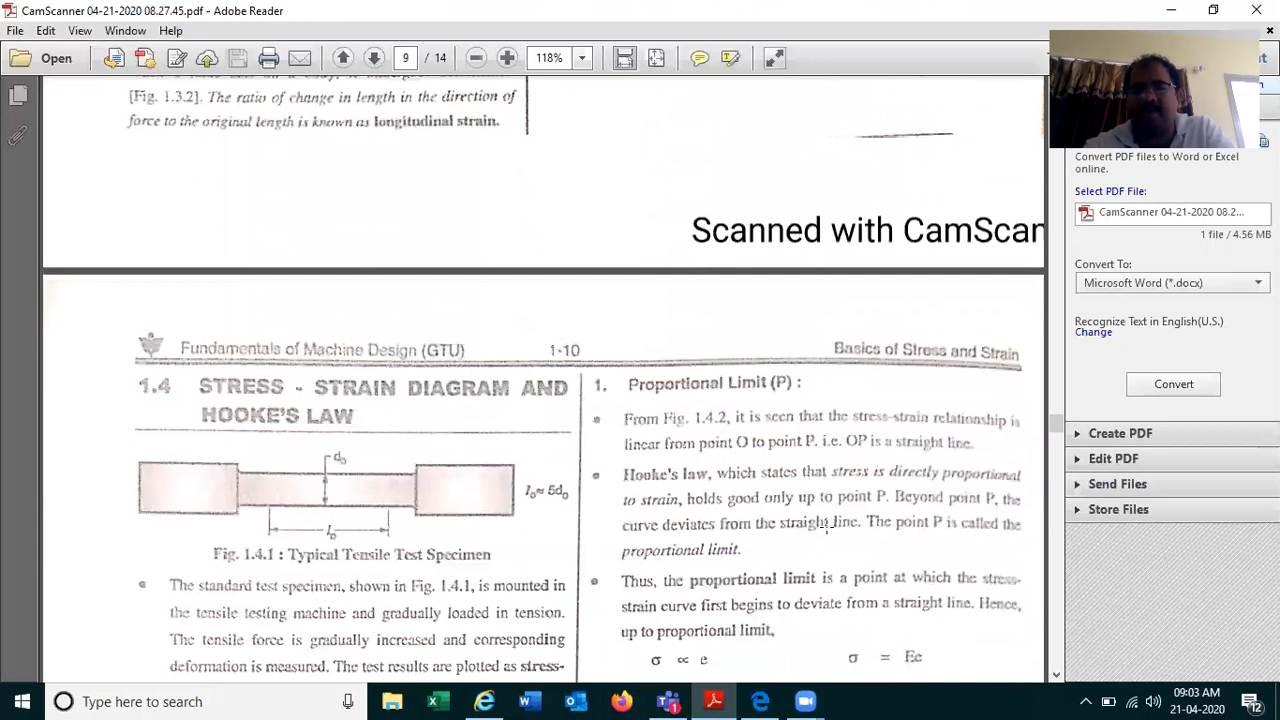 CamScanner 04-21-2020 08.27.45.pdf - Adobe Reader
File Edit View Window Help
Open
9 / 14
118%
[Fig. 1.3.2]. The ratio of change in length in the direction of
force to the original length is known as longitudinal strain.
Scanned with CamScan
Fundamentals of Machine Design (GTU) 1-10 Basics of Stress and Strain
1.4 STRESS - STRAIN DIAGRAM AND
HOOKE'S LAW
d₀
l₀ ≈ 5d₀
l₀
Fig. 1.4.1 : Typical Tensile Test Specimen
The standard test specimen, shown in Fig. 1.4.1, is mounted in
the tensile testing machine and gradually loaded in tension.
The tensile force is gradually increased and corresponding
deformation is measured. The test results are plotted as stress-
1. Proportional Limit (P) :
From Fig. 1.4.2, it is seen that the stress-strain relationship is
linear from point O to point P. i.e. OP is a straight line.
Hooke's law, which states that stress is directly proportional
to strain, holds good only up to point P. Beyond point P, the
curve deviates from the straight line. The point P is called the
proportional limit.
Thus, the proportional limit is a point at which the stress-
strain curve first begins to deviate from a straight line. Hence,
up to proportional limit,
σ ∝ e σ = Ee
Convert PDF files to Word or Excel
online.
Select PDF File:
CamScanner 04-21-2020 08.2...
1 file / 4.56 MB
Convert To:
Microsoft Word (*.docx)
Recognize Text in English(U.S.)
Change
Convert
Create PDF
Edit PDF
Send Files
Store Files
Type here to search
09:03 AM
21-04-2020
12